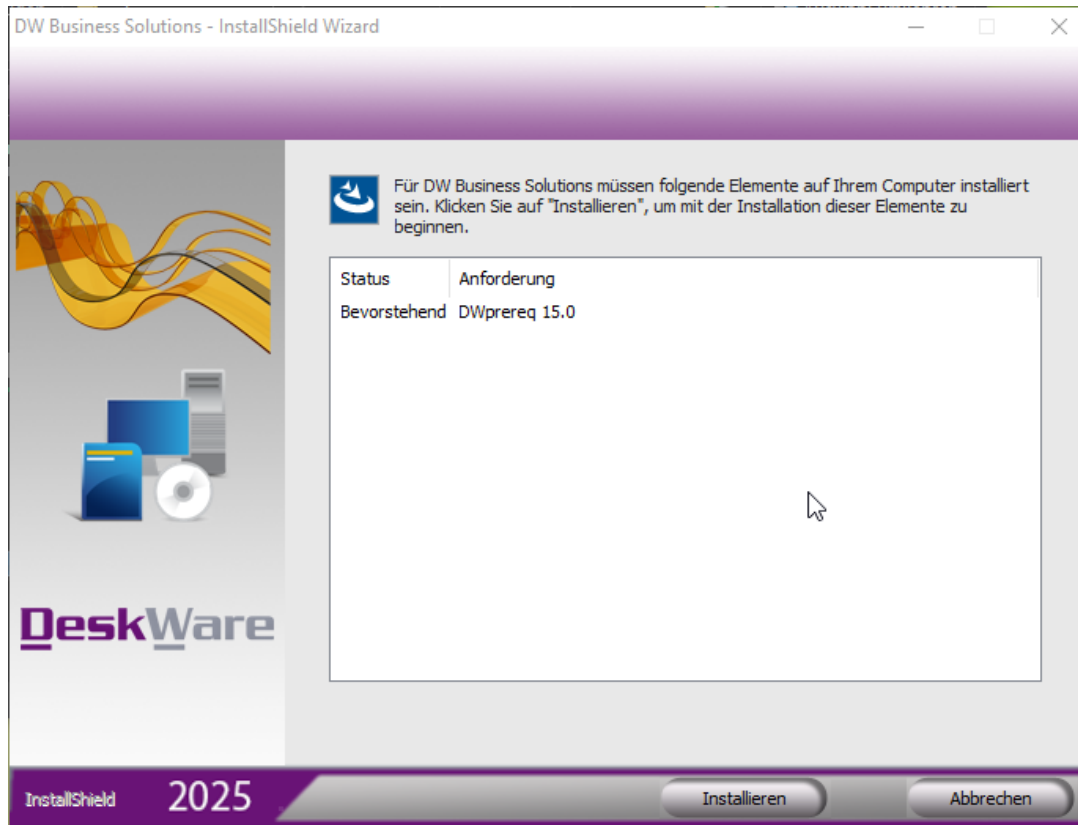 DW Business Solutions - InstallShield Wizard
Für DW Business Solutions müssen folgende Elemente auf Ihrem Computer installiert
sein. Klicken Sie auf "Installieren", um mit der Installation dieser Elemente zu
beginnen.
Status Anforderung
Bevorstehend DWprereq 15.0
DeskWare
InstallShield 2025 Installieren Abbrechen